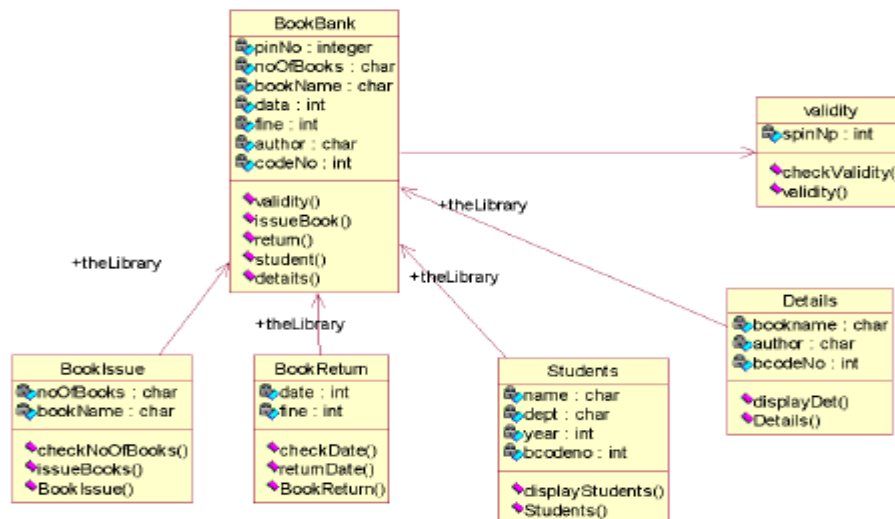 BookBank
pinNo : integer
noOfBooks : char
bookName : char
data : int
fine : int
author : char
codeNo : int
validity()
issueBook()
return()
student()
details()
validity
spinNp : int
checkValidity()
validity()
+theLibrary
+theLibrary
+theLibrary
+theLibrary
BookIssue
noOfBooks : char
bookName : char
checkNoOfBooks()
issueBooks()
BookIssue()
BookReturn
date : int
fine : int
checkDate()
returnDate()
BookReturn()
Students
name : char
dept : char
year : int
bcodeno : int
displayStudents()
Students()
Details
bookname : char
author : char
bcodeNo : int
displayDet()
Details()